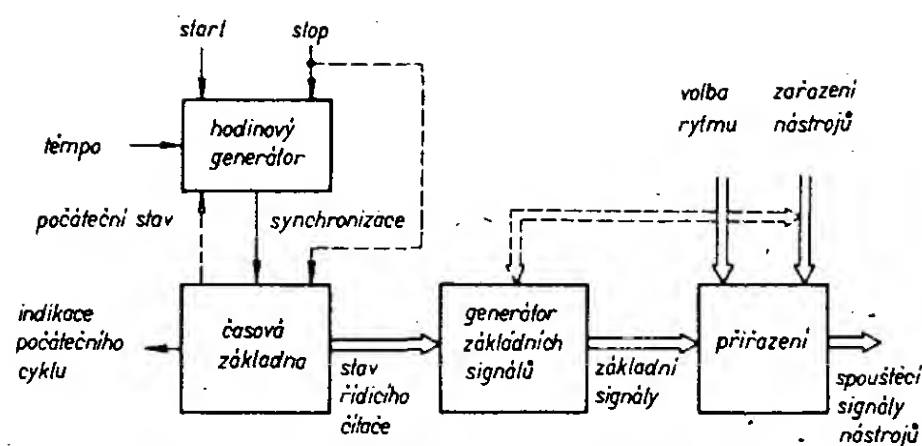 start
stop
volba
rytmu
zařazení
nástrojů
hodinový
generátor
tempo
počáteční stav
synchronizace
indikace
počátečního
cyklu
časová
základna
stav
řídicího
čítače
generátor
základních
signálů
základní
signály
přiřazení
spouštěcí
signály
nástrojů